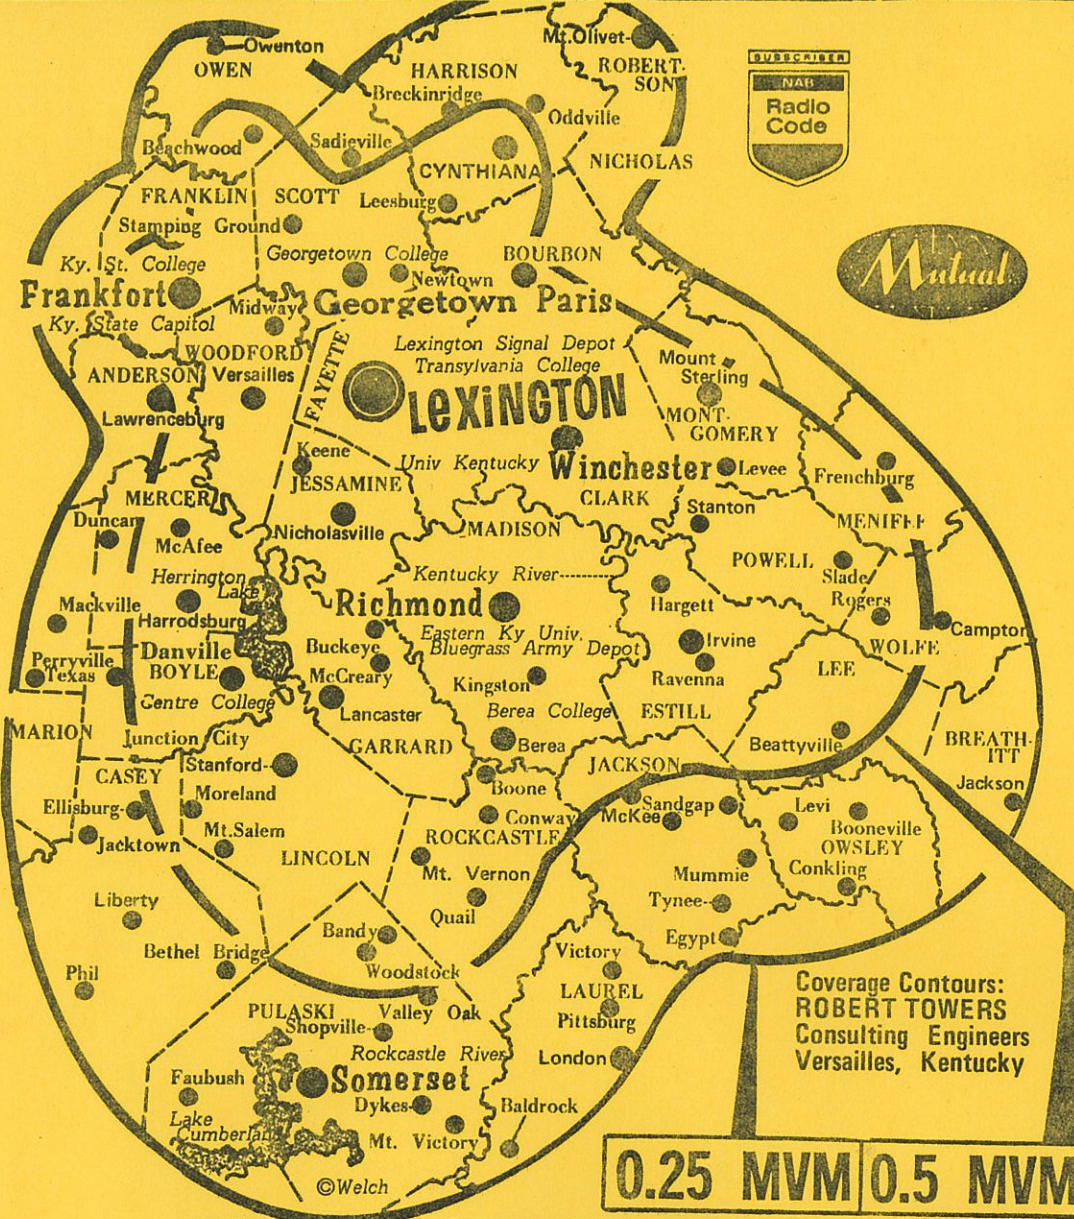 Owenton
OWEN
Mt. Olivet
ROBERT-
SON
HARRISON
Breckinridge
Oddville
SUBSCRIBER
NAB
Radio
Code
Beachwood
Sadieville
CYNTHIANA
NICHOLAS
FRANKLIN
SCOTT
Leesburg
Stamping Ground
Georgetown College
BOURBON
Ky. St. College
Newtown
Mutual
Frankfort
Midway
Georgetown
Paris
Ky. State Capitol
WOODFORD
FAYETTE
Lexington Signal Depot
Transylvania College
Mount
Sterling
ANDERSON
Versailles
LEXiNGTON
Lawrenceburg
MONT-
GOMERY
Keene
Univ Kentucky
Winchester
Levee
Frenchburg
MERCER
JESSAMINE
CLARK
Stanton
Duncan
McAfee
Nicholasville
MADISON
MENIFEE
POWELL
Herrington
Lake
Kentucky River
Slade
Rogers
Mackville
Harrodsburg
Richmond
Hargett
Campton
Perryville
Texas
Danville
BOYLE
Buckeye
McCreary
Eastern Ky Univ.
Bluegrass Army Depot
Irvine
Ravenna
WOLFE
LEE
Centre College
Lancaster
Kingston
Berea College
ESTILL
MARION
Junction City
GARRARD
Berea
Beattyville
BREATH-
ITT
CASEY
Stanford
JACKSON
Jackson
Ellisburg
Moreland
Boone
Conway
McKee
Sandgap
Levi
Booneville
OWSLEY
Jacktown
Mt.Salem
ROCKCASTLE
LINCOLN
Mt. Vernon
Mummie
Conkling
Liberty
Quail
Tynee
Bandy
Egypt
Bethel Bridge
Woodstock
Victory
Phil
LAUREL
PULASKI
Valley Oak
Shopville
Pittsburg
Coverage Contours:
ROBERT TOWERS
Consulting Engineers
Versailles, Kentucky
Rockcastle River
London
Faubush
Somerset
Dykes
Baldrock
Lake
Cumberland
Mt. Victory
©Welch
0.25 MVM
0.5 MVM